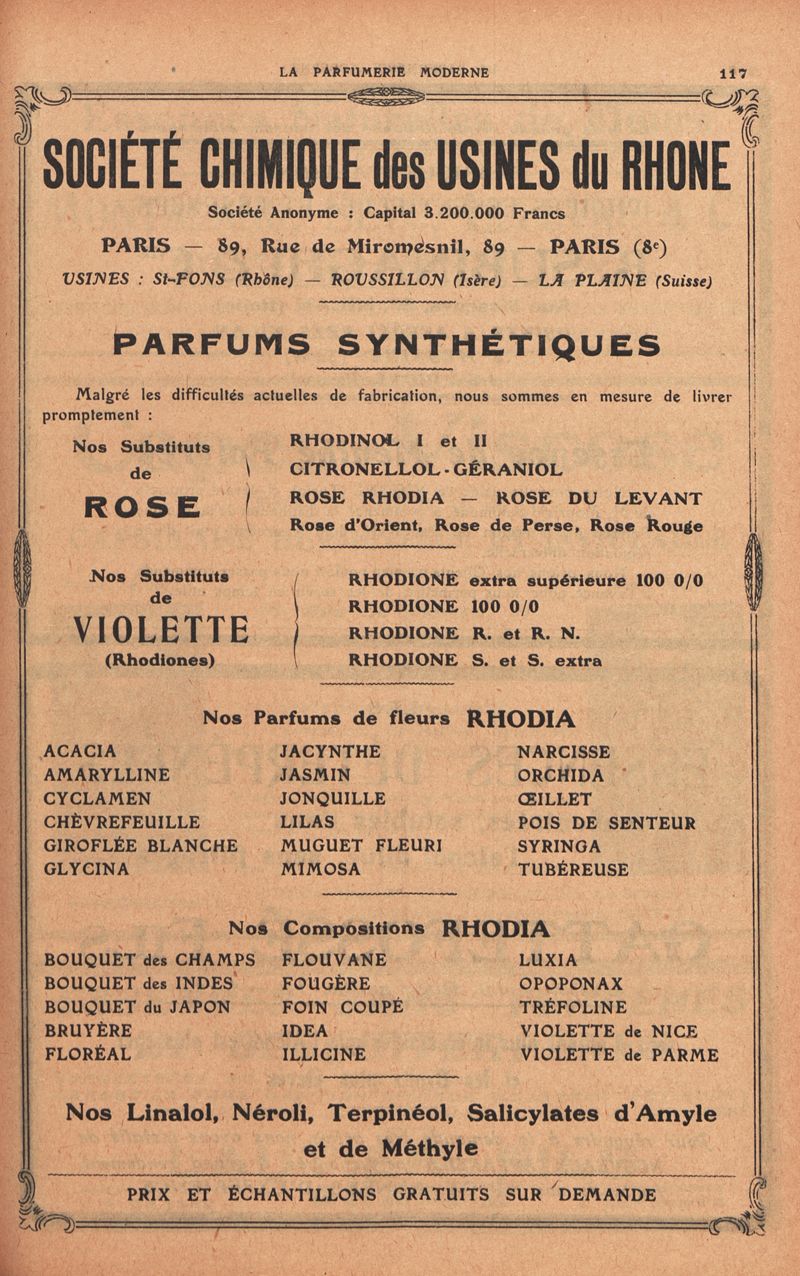 LA PARFUMERIE MODERNE 117
SOCIÉTÉ CHIMIQUE des USINES du RHONE
Société Anonyme : Capital 3.200.000 Francs
PARIS — 89, Rue de Miromesnil, 89 — PARIS (8e)
USINES : St-FONS (Rhône) — ROUSSILLON (Isère) — LA PLAINE (Suisse)
PARFUMS SYNTHÉTIQUES
Malgré les difficultés actuelles de fabrication, nous sommes en mesure de livrer
promptement :
Nos Substituts
de
ROSE
RHODINOL I et II
CITRONELLOL - GÉRANIOL
ROSE RHODIA — ROSE DU LEVANT
Rose d'Orient, Rose de Perse, Rose Rouge
Nos Substituts
de
VIOLETTE
(Rhodiones)
RHODIONE extra supérieure 100 0/0
RHODIONE 100 0/0
RHODIONE R. et R. N.
RHODIONE S. et S. extra
Nos Parfums de fleurs RHODIA
ACACIA JACYNTHE NARCISSE
AMARYLLINE JASMIN ORCHIDA
CYCLAMEN JONQUILLE ŒILLET
CHÈVREFEUILLE LILAS POIS DE SENTEUR
GIROFLÉE BLANCHE MUGUET FLEURI SYRINGA
GLYCINA MIMOSA TUBÉREUSE
Nos Compositions RHODIA
BOUQUET des CHAMPS FLOUVANE LUXIA
BOUQUET des INDES FOUGÈRE OPOPONAX
BOUQUET du JAPON FOIN COUPÉ TRÉFOLINE
BRUYÈRE IDEA VIOLETTE de NICE
FLORÉAL ILLICINE VIOLETTE de PARME
Nos Linalol, Néroli, Terpinéol, Salicylates d'Amyle
et de Méthyle
PRIX ET ÉCHANTILLONS GRATUITS SUR DEMANDE